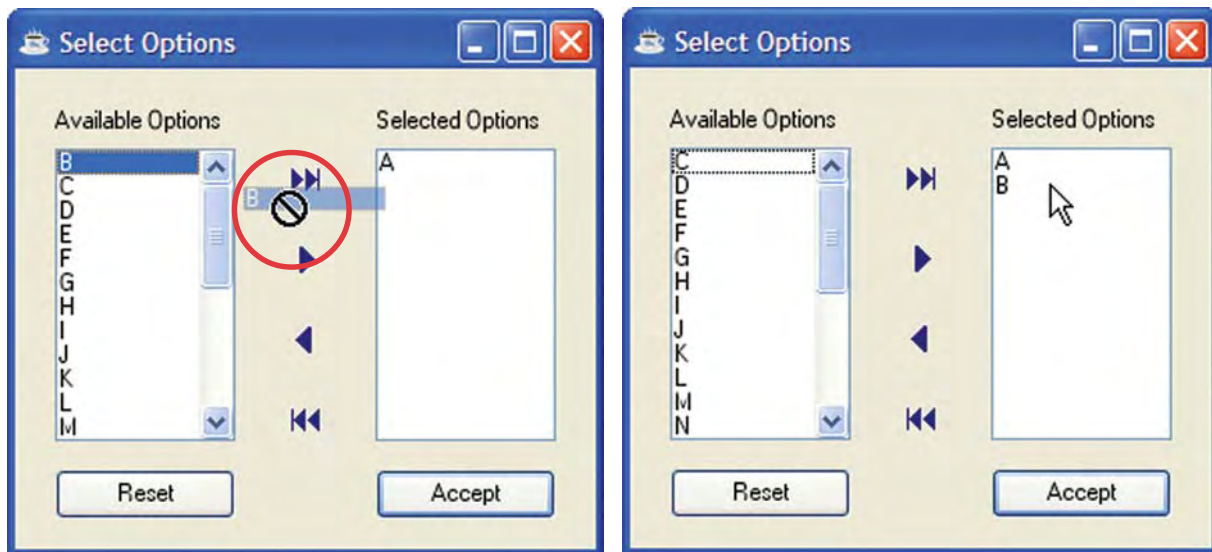 Select Options
Available Options
Selected Options
B
C
D
E
F
G
H
I
J
K
L
M
B
A
Reset
Accept
Select Options
Available Options
Selected Options
C
D
E
F
G
H
I
J
K
L
M
N
A
B
Reset
Accept